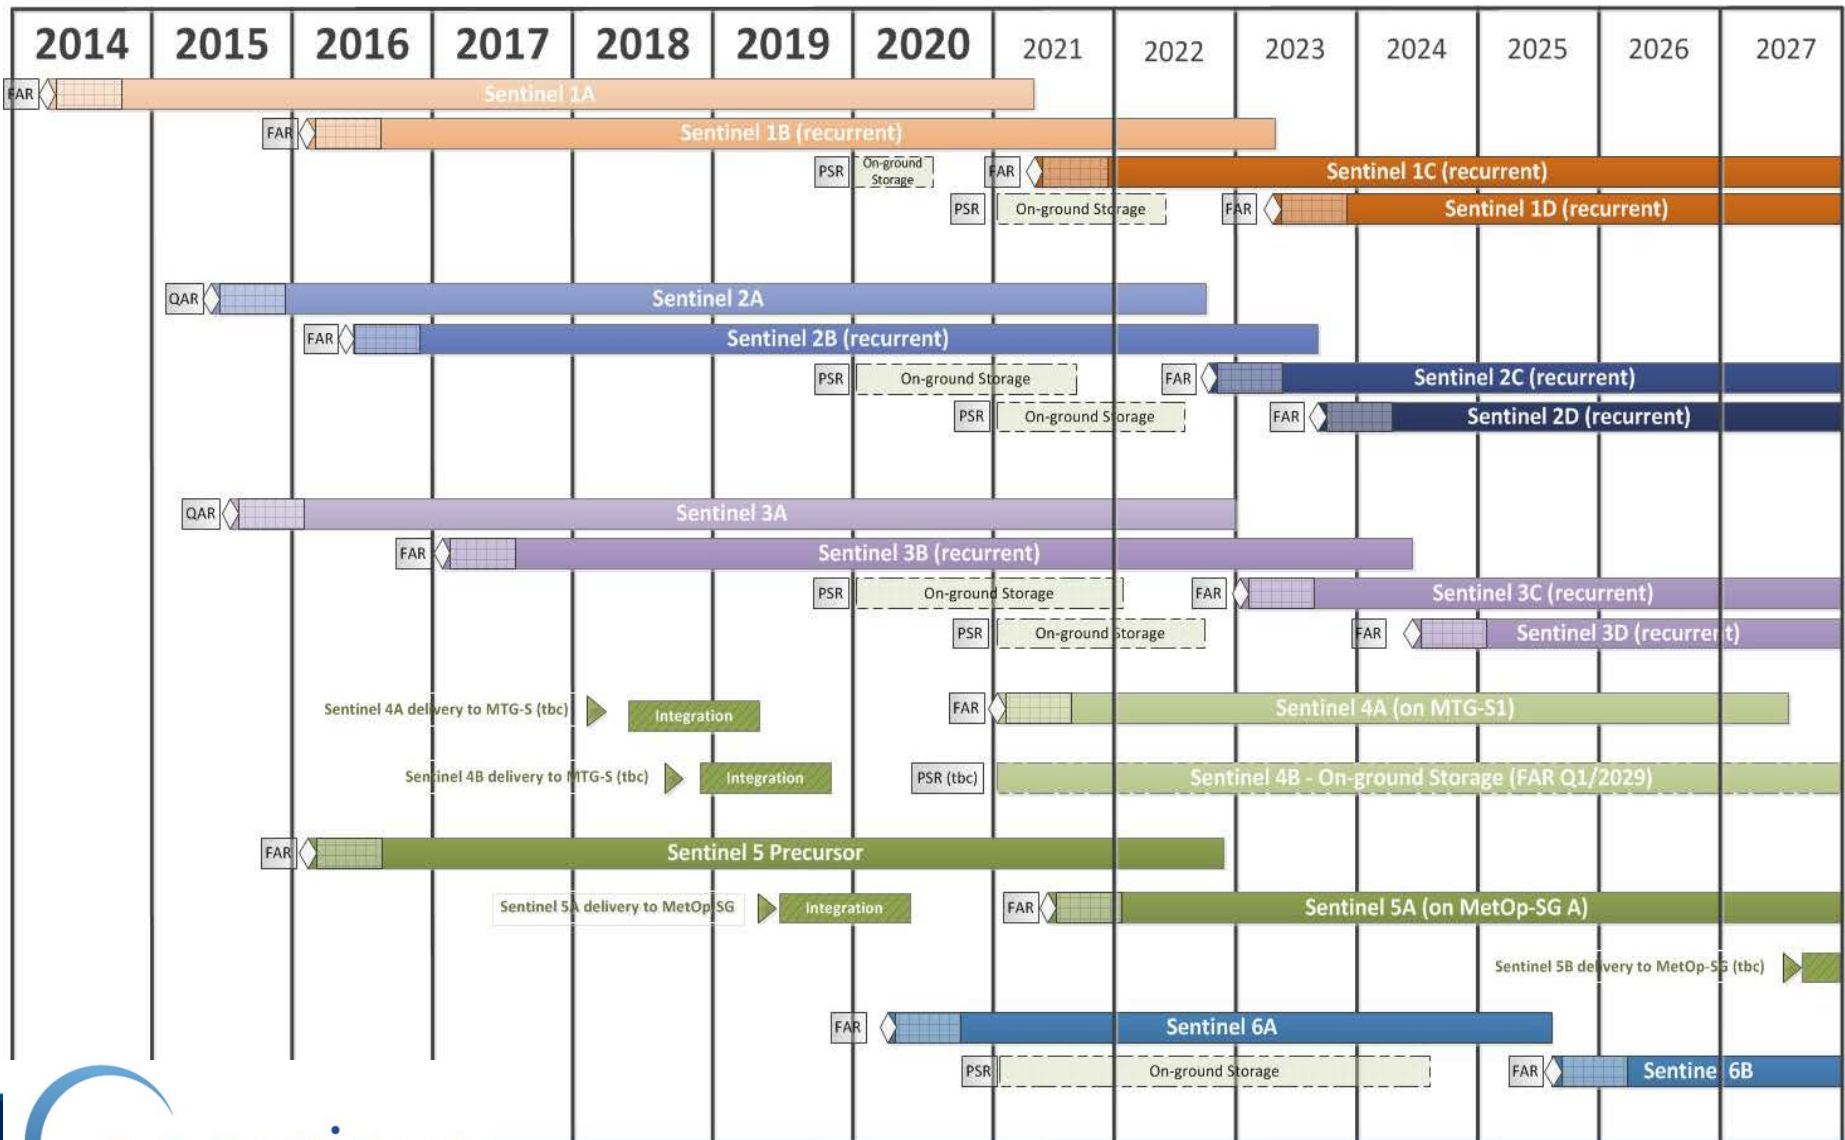 2014 2015 2016 2017 2018 2019 2020 2021 2022 2023 2024 2025 2026 2027
FAR Sentinel 1A
FAR Sentinel 1B (recurrent)
PSR On-ground Storage FAR Sentinel 1C (recurrent)
PSR On-ground Storage FAR Sentinel 1D (recurrent)
QAR Sentinel 2A
FAR Sentinel 2B (recurrent)
PSR On-ground Storage FAR Sentinel 2C (recurrent)
PSR On-ground Storage FAR Sentinel 2D (recurrent)
QAR Sentinel 3A
FAR Sentinel 3B (recurrent)
PSR On-ground Storage FAR Sentinel 3C (recurrent)
PSR On-ground Storage FAR Sentinel 3D (recurrent)
Sentinel 4A delivery to MTG-S (tbc) Integration FAR Sentinel 4A (on MTG-S1)
Sentinel 4B delivery to MTG-S (tbc) Integration PSR (tbc) Sentinel 4B - On-ground Storage (FAR Q1/2029)
FAR Sentinel 5 Precursor
Sentinel 5A delivery to MetOp SG Integration FAR Sentinel 5A (on MetOp-SG A)
Sentinel 5B delivery to MetOp-SG (tbc)
FAR Sentinel 6A
PSR On-ground Storage FAR Sentinel 6B